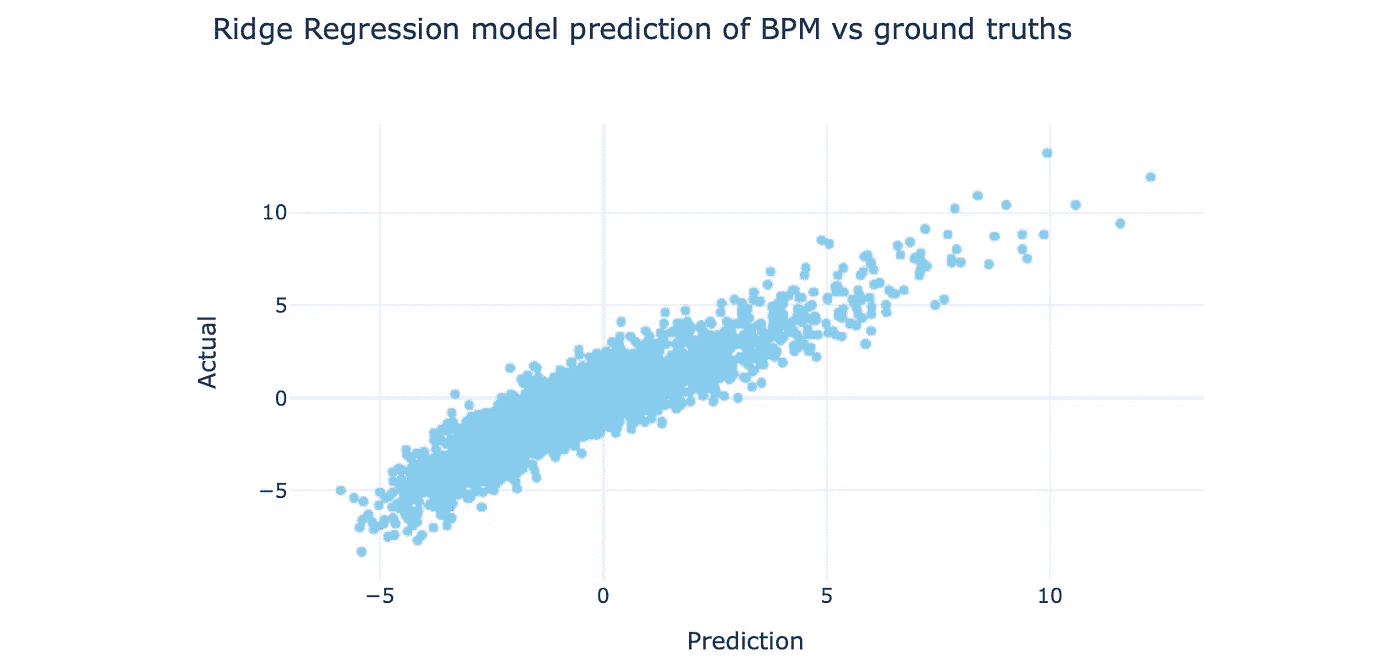 Ridge Regression model prediction of BPM vs ground truths
10
5
0
−5
Actual
−5 0 5 10
Prediction